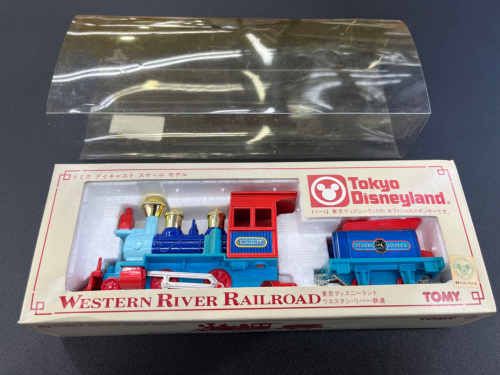 トミカ ダイキャスト スケール モデル
Tokyo
Disneyland®
トミーは 東京ディズニーランドの オフィシャルスポンサーです。
WESTERN RIVER RAILROAD
東京ディズニーランド
ウエスタン・リバー・鉄道
TOMY